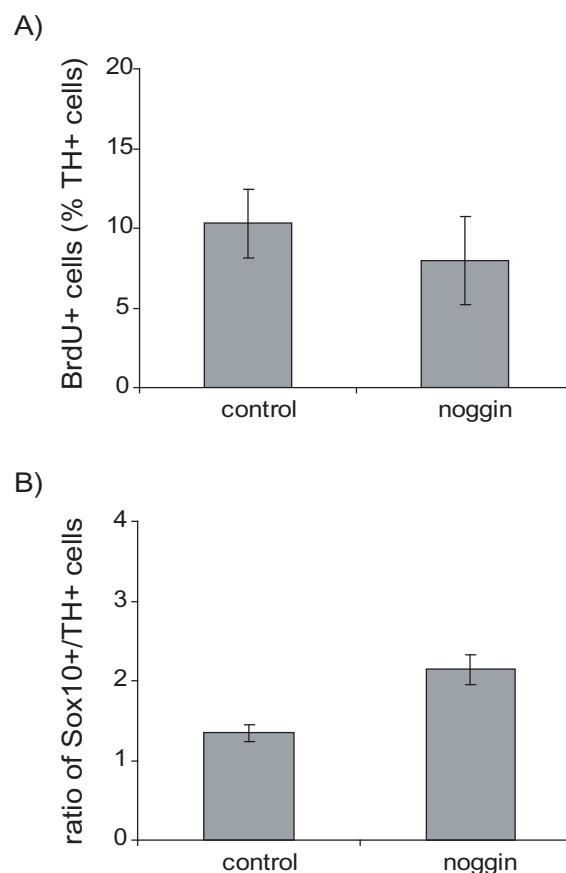 A)
BrdU+ cells (% TH+ cells)
20
15
10
5
0
control noggin
B)
ratio of Sox10+/TH+ cells
4
3
2
1
0
control noggin